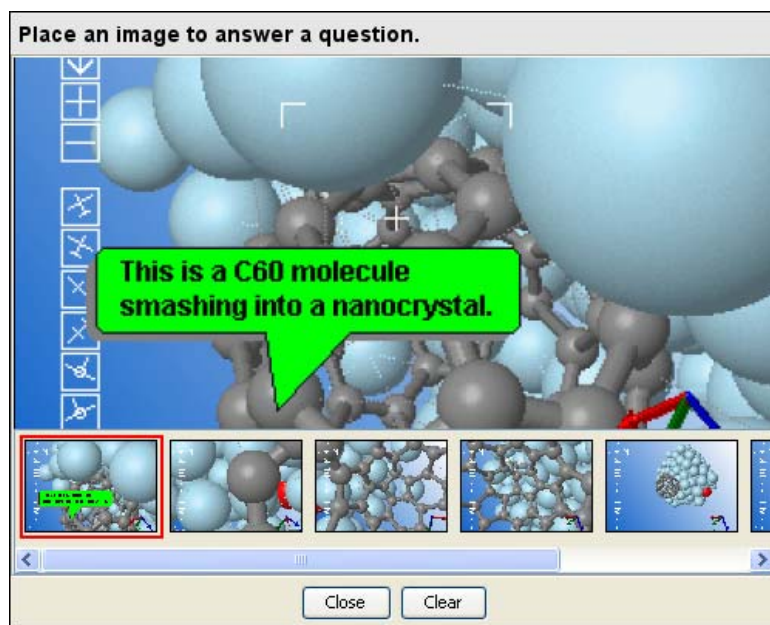 Place an image to answer a question.
This is a C60 molecule
smashing into a nanocrystal.
Close
Clear